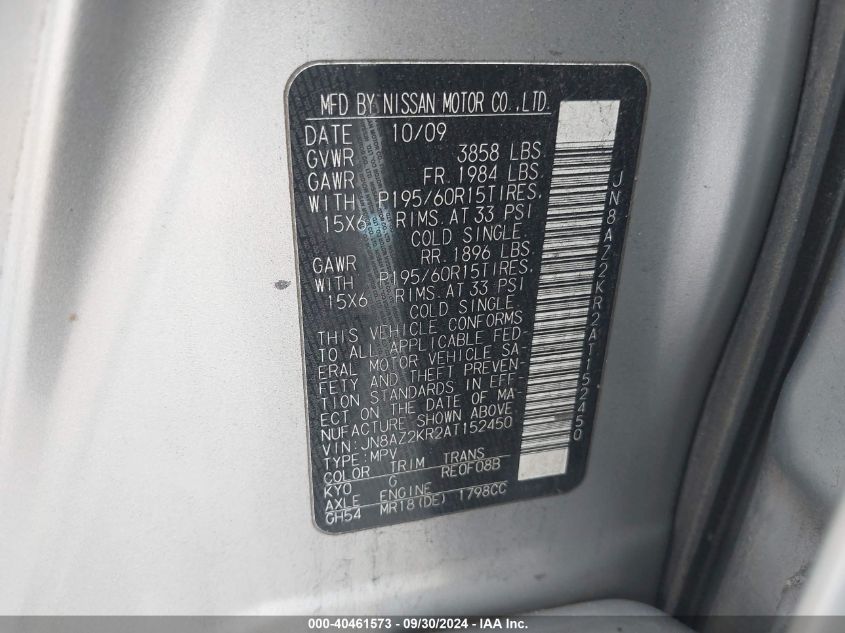 MFD BY NISSAN MOTOR CO.,LTD.
DATE 10/09
GVWR 3858 LBS.
GAWR FR. 1984 LBS.
WITH P195/60R15TIRES.
15X6 RIMS. AT 33 PSI
COLD SINGLE.
GAWR RR. 1896 LBS.
WITH P195/60R15TIRES.
15X6 RIMS. AT 33 PSI
COLD SINGLE.
THIS VEHICLE CONFORMS
TO ALL APPLICABLE FED-
ERAL MOTOR VEHICLE SA-
FETY AND THEFT PREVEN-
TION STANDARDS IN EFF-
ECT ON THE DATE OF MA-
NUFACTURE SHOWN ABOVE.
VIN: JN8AZ2KR2AT152450
TYPE: MPV
COLOR TRIM TRANS
KY0 G RE0F08B
AXLE ENGINE
GH54 MR18(DE) 1798CC
JN8AZ2KR2AT152450
000-40461573 - 09/30/2024 - www.iaai.com